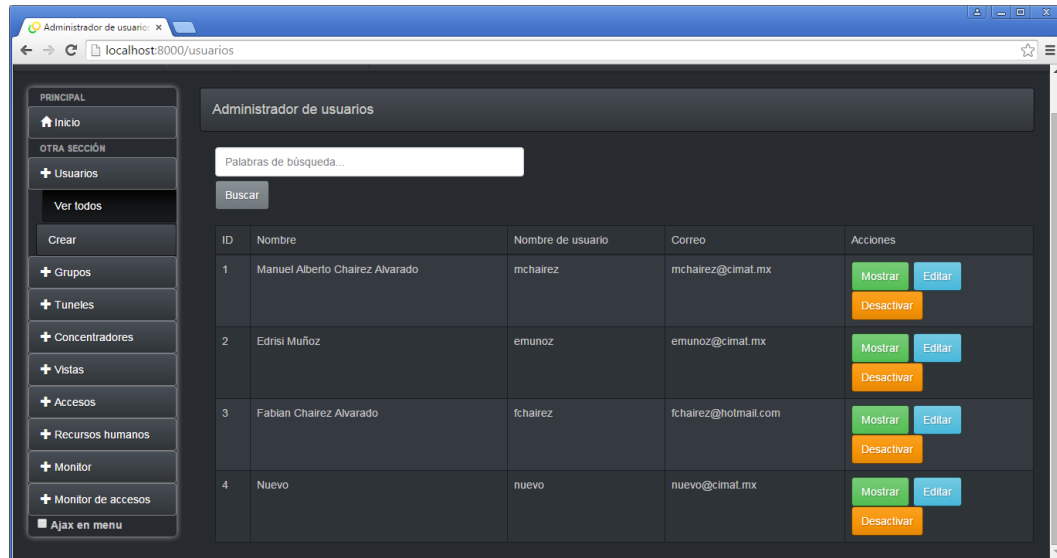 Administrador de usuario
localhost:8000/usuarios
PRINCIPAL
Inicio
OTRA SECCIÓN
Usuarios
Ver todos
Crear
Grupos
Tuneles
Concentradores
Vistas
Accesos
Recursos humanos
Monitor
Monitor de accesos
Ajax en menu
Administrador de usuarios
Palabras de búsqueda...
Buscar
ID Nombre Nombre de usuario Correo Acciones
1 Manuel Alberto Chairez Alvarado mchairez mchairez@cimat.mx Mostrar Editar
Desactivar
2 Edrisi Muñoz emunoz emunoz@cimat.mx Mostrar Editar
Desactivar
3 Fabian Chairez Alvarado fchairez fchairez@hotmail.com Mostrar Editar
Desactivar
4 Nuevo nuevo nuevo@cimat.mx Mostrar Editar
Desactivar